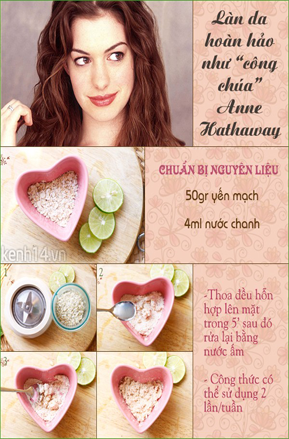 Làn da
hoàn hảo
như "công
chúa"
Anne
Hathaway
CHUẨN BỊ NGUYÊN LIỆU
50gr yến mạch
4ml nước chanh
kenh14.vn
2
-Thoa đều hỗn
hợp lên mặt
trong 5' sau đó
rửa lại bằng
nước ấm
- Công thức có
thể sử dụng 2
lần/tuần
3